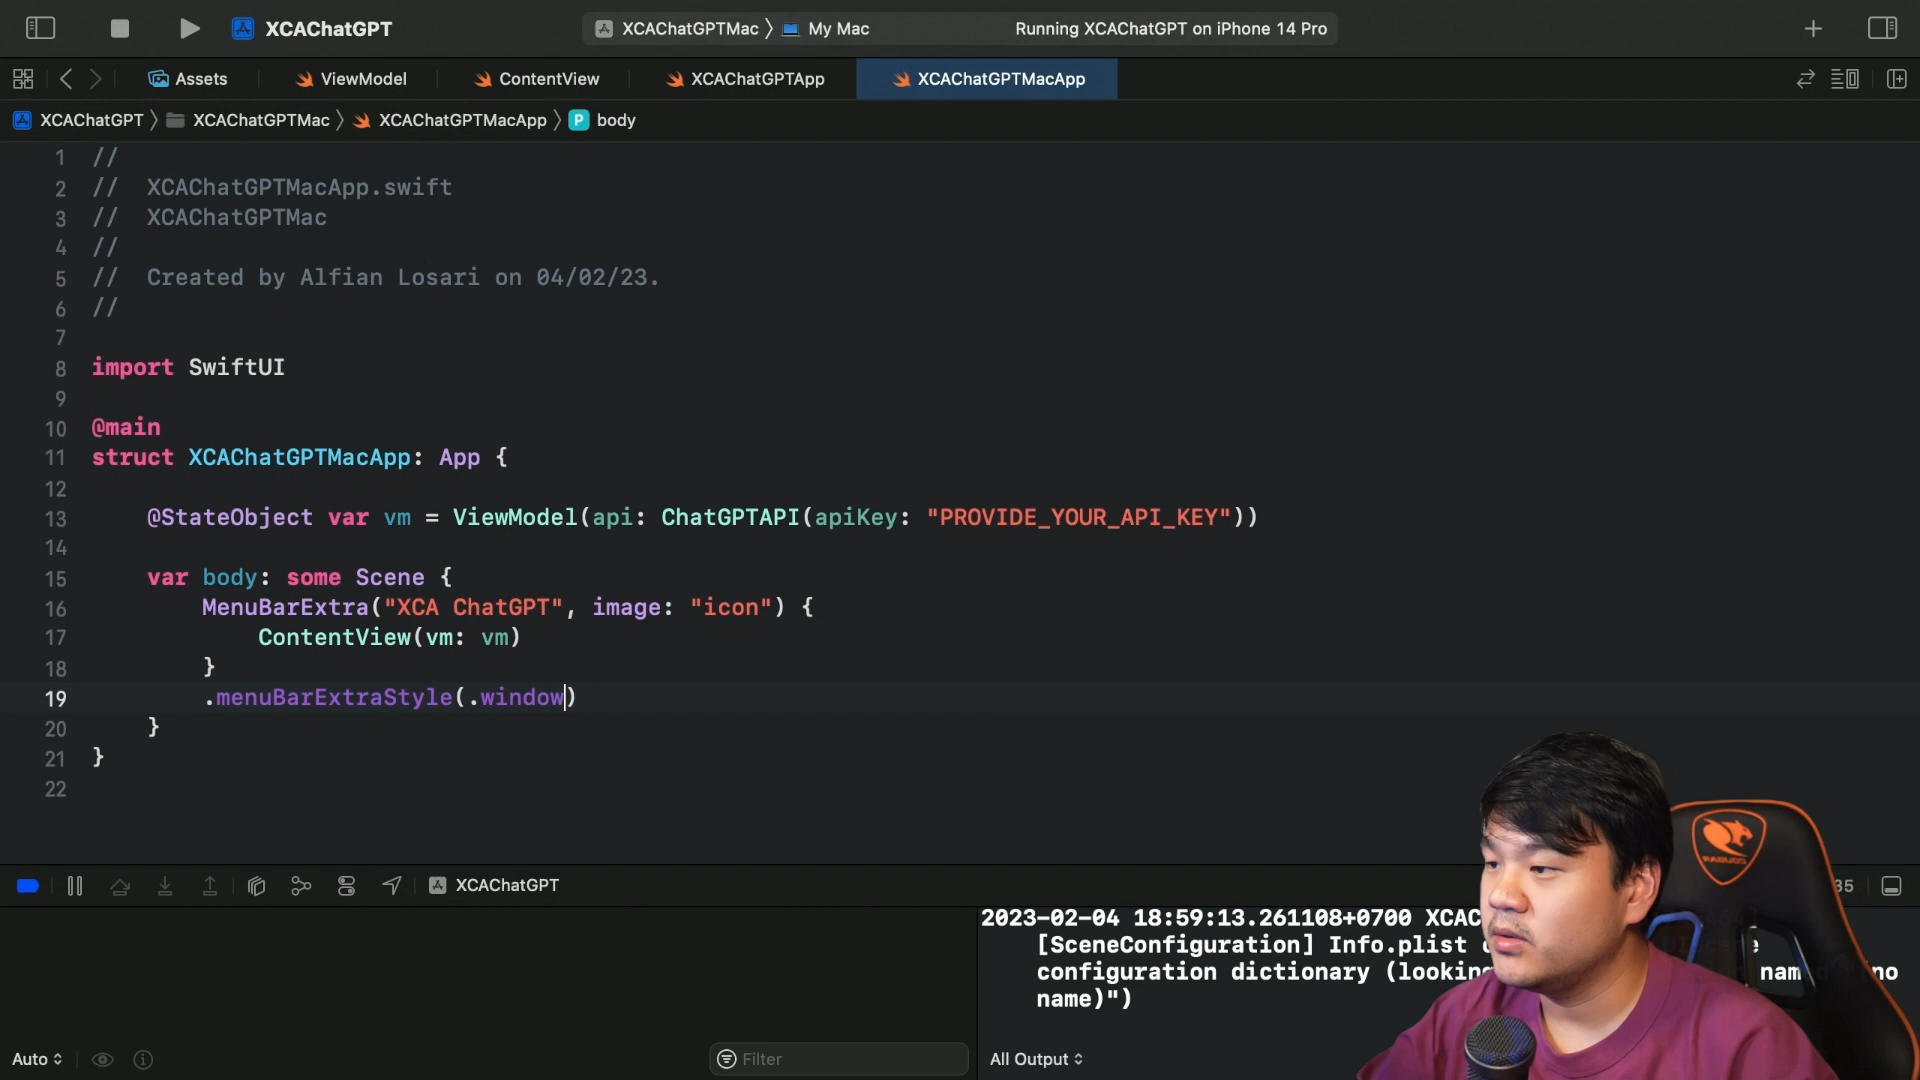 XCAChatGPT
XCAChatGPTMac 〉 My Mac
Running XCAChatGPT on iPhone 14 Pro
Assets
ViewModel
ContentView
XCAChatGPTApp
XCAChatGPTMacApp
XCAChatGPT 〉 XCAChatGPTMac 〉 XCAChatGPTMacApp 〉 P body
1 //
2 //  XCAChatGPTMacApp.swift
3 //  XCAChatGPTMac
4 //
5 //  Created by Alfian Losari on 04/02/23.
6 //
7
8 import SwiftUI
9
10 @main
11 struct XCAChatGPTMacApp: App {
12
13     @StateObject var vm = ViewModel(api: ChatGPTAPI(apiKey: "PROVIDE_YOUR_API_KEY"))
14
15     var body: some Scene {
16         MenuBarExtra("XCA ChatGPT", image: "icon") {
17             ContentView(vm: vm)
18         }
19         .menuBarExtraStyle(.window)
20     }
21 }
22
XCAChatGPT
2023-02-04 18:59:13.261108+0700
[SceneConfiguration] Info.plist
configuration dictionary
name)")
Auto
Filter
All Output
COUGAR